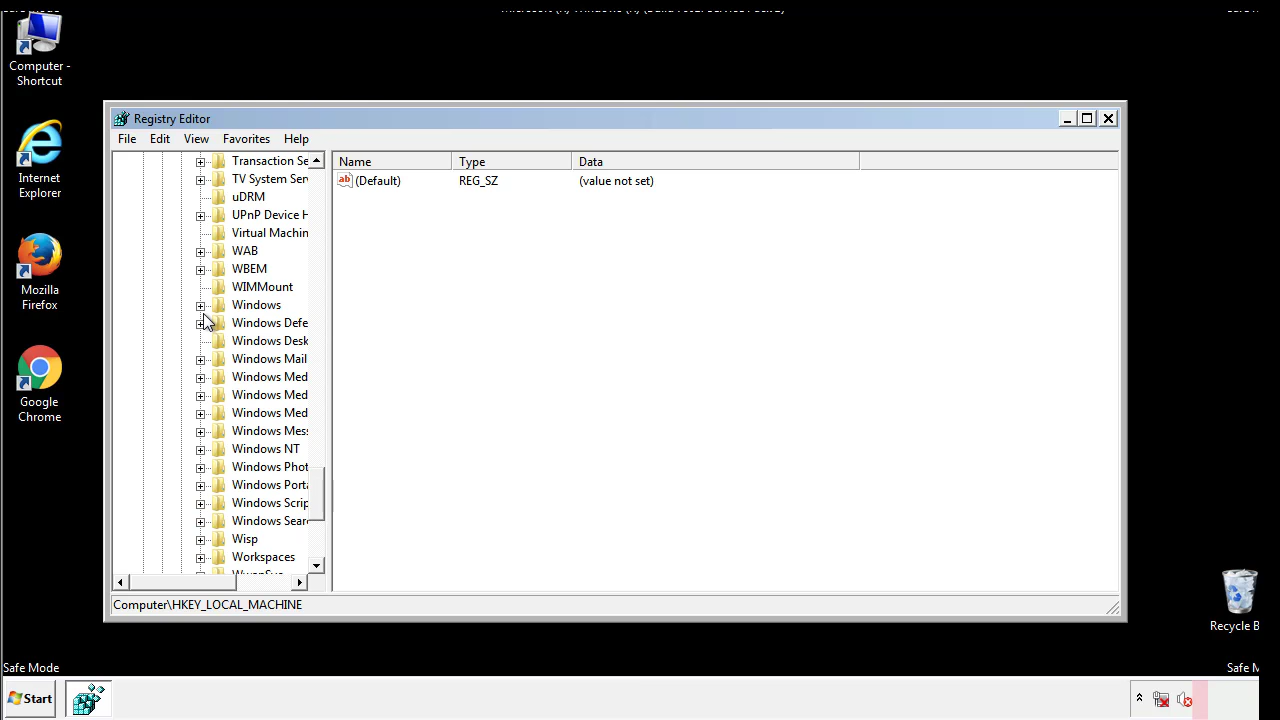 Computer -
Shortcut
Internet
Explorer
Mozilla
Firefox
Google
Chrome
Registry Editor
File Edit View Favorites Help
Transaction Se
TV System Serv
uDRM
UPnP Device H
Virtual Machin
WAB
WBEM
WIMMount
Windows
Windows Defe
Windows Desk
Windows Mail
Windows Med
Windows Med
Windows Med
Windows Mess
Windows NT
Windows Phot
Windows Porta
Windows Scrip
Windows Sear
Wisp
Workspaces
Name Type Data
(Default) REG_SZ (value not set)
Computer\HKEY_LOCAL_MACHINE
Recycle B
Safe Mode
Safe M
Start